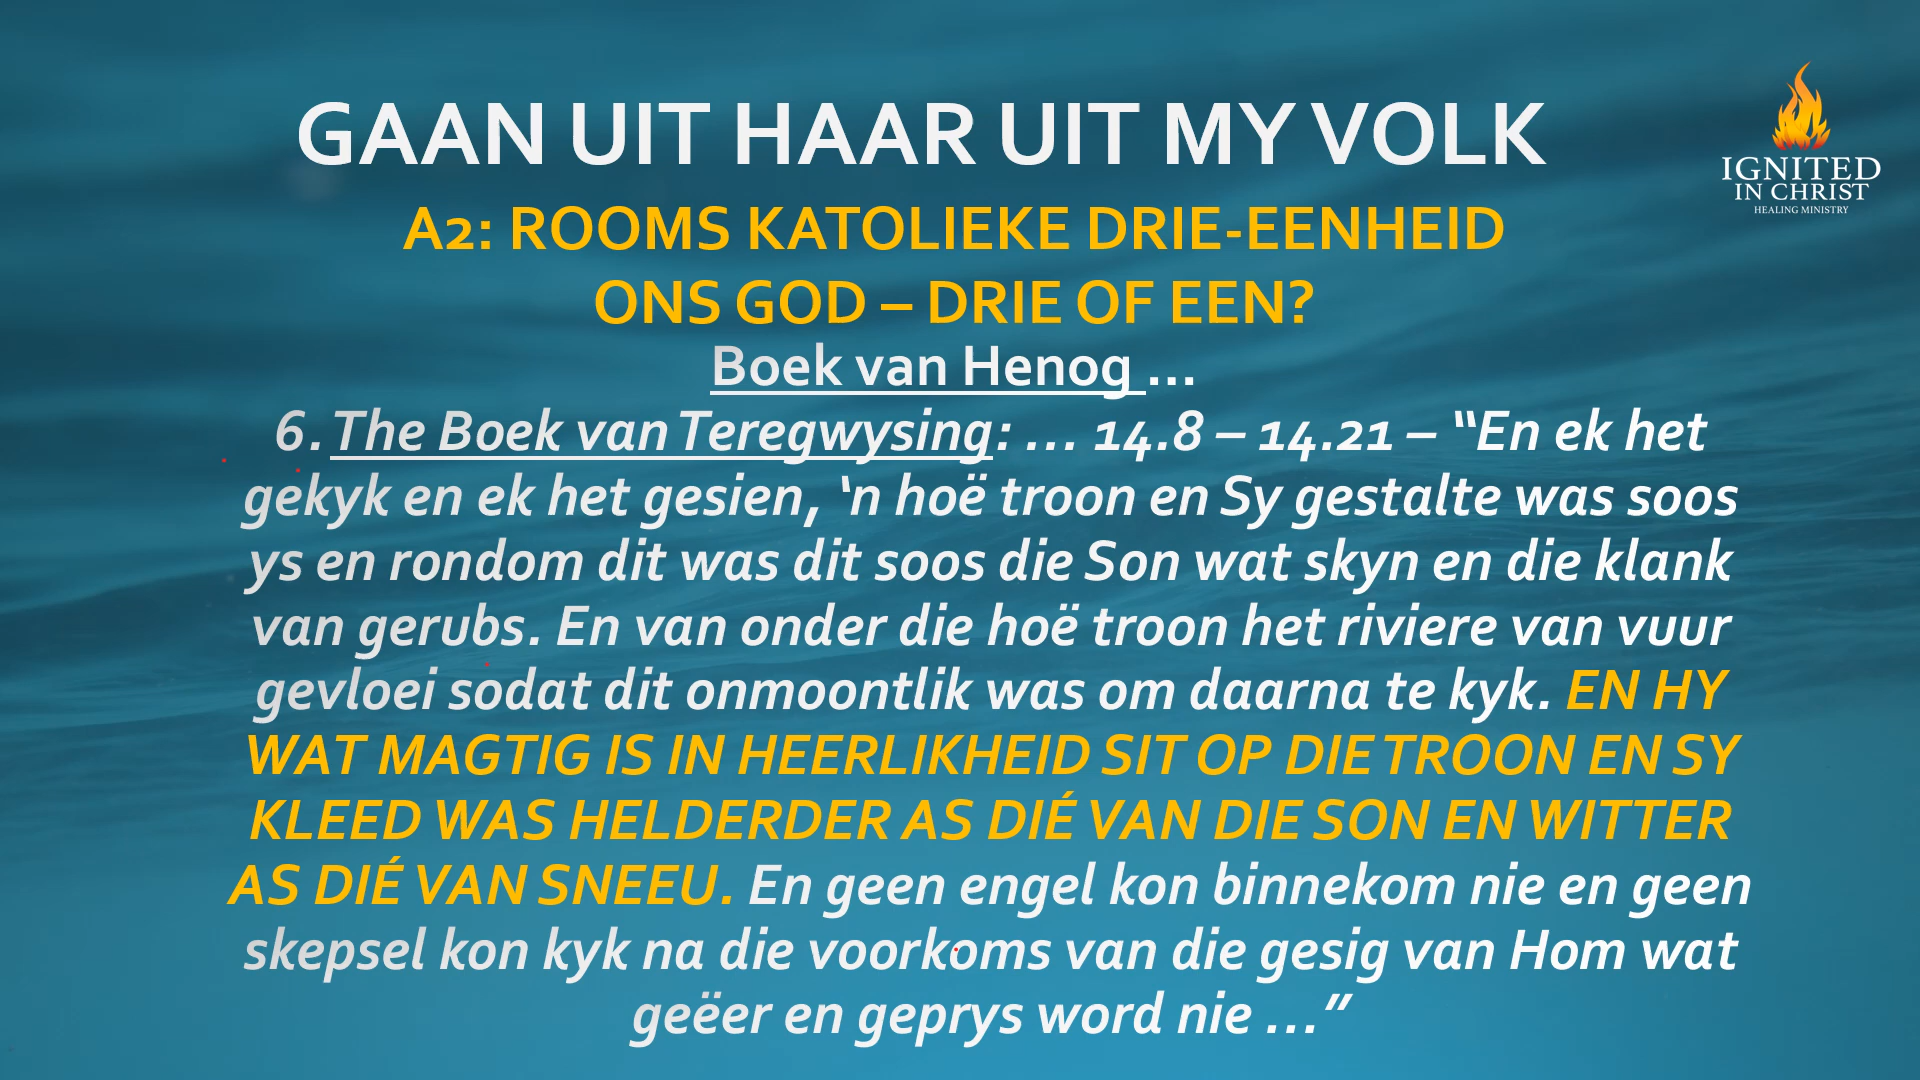 GAAN UIT HAAR UIT MY VOLK
IGNITED
IN CHRIST
HEALING MINISTRY
A2: ROOMS KATOLIEKE DRIE-EENHEID
ONS GOD – DRIE OF EEN?
Boek van Henog ...
6. The Boek van Teregwysing: ... 14.8 – 14.21 – “En ek het
gekyk en ek het gesien, ‘n hoë troon en Sy gestalte was soos
ys en rondom dit was dit soos die Son wat skyn en die klank
van gerubs. En van onder die hoë troon het riviere van vuur
gevloei sodat dit onmoontlik was om daarna te kyk. EN HY
WAT MAGTIG IS IN HEERLIKHEID SIT OP DIE TROON EN SY
KLEED WAS HELDERDER AS DIÉ VAN DIE SON EN WITTER
AS DIÉ VAN SNEEU. En geen engel kon binnekom nie en geen
skepsel kon kyk na die voorkoms van die gesig van Hom wat
geëer en geprys word nie ...”